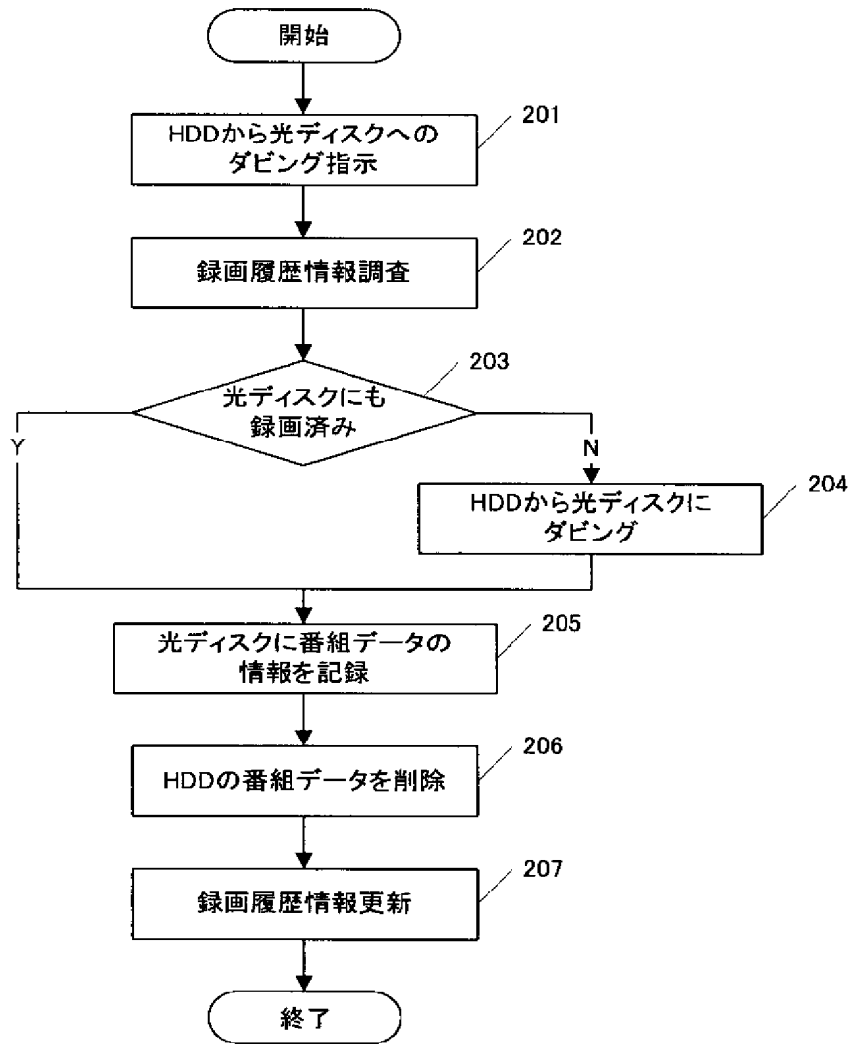 開始
HDDから光ディスクへの
ダビング指示
201
録画履歴情報調査
202
光ディスクにも
録画済み
203
Y
N
HDDから光ディスクに
ダビング
204
光ディスクに番組データの
情報を記録
205
HDDの番組データを削除
206
録画履歴情報更新
207
終了